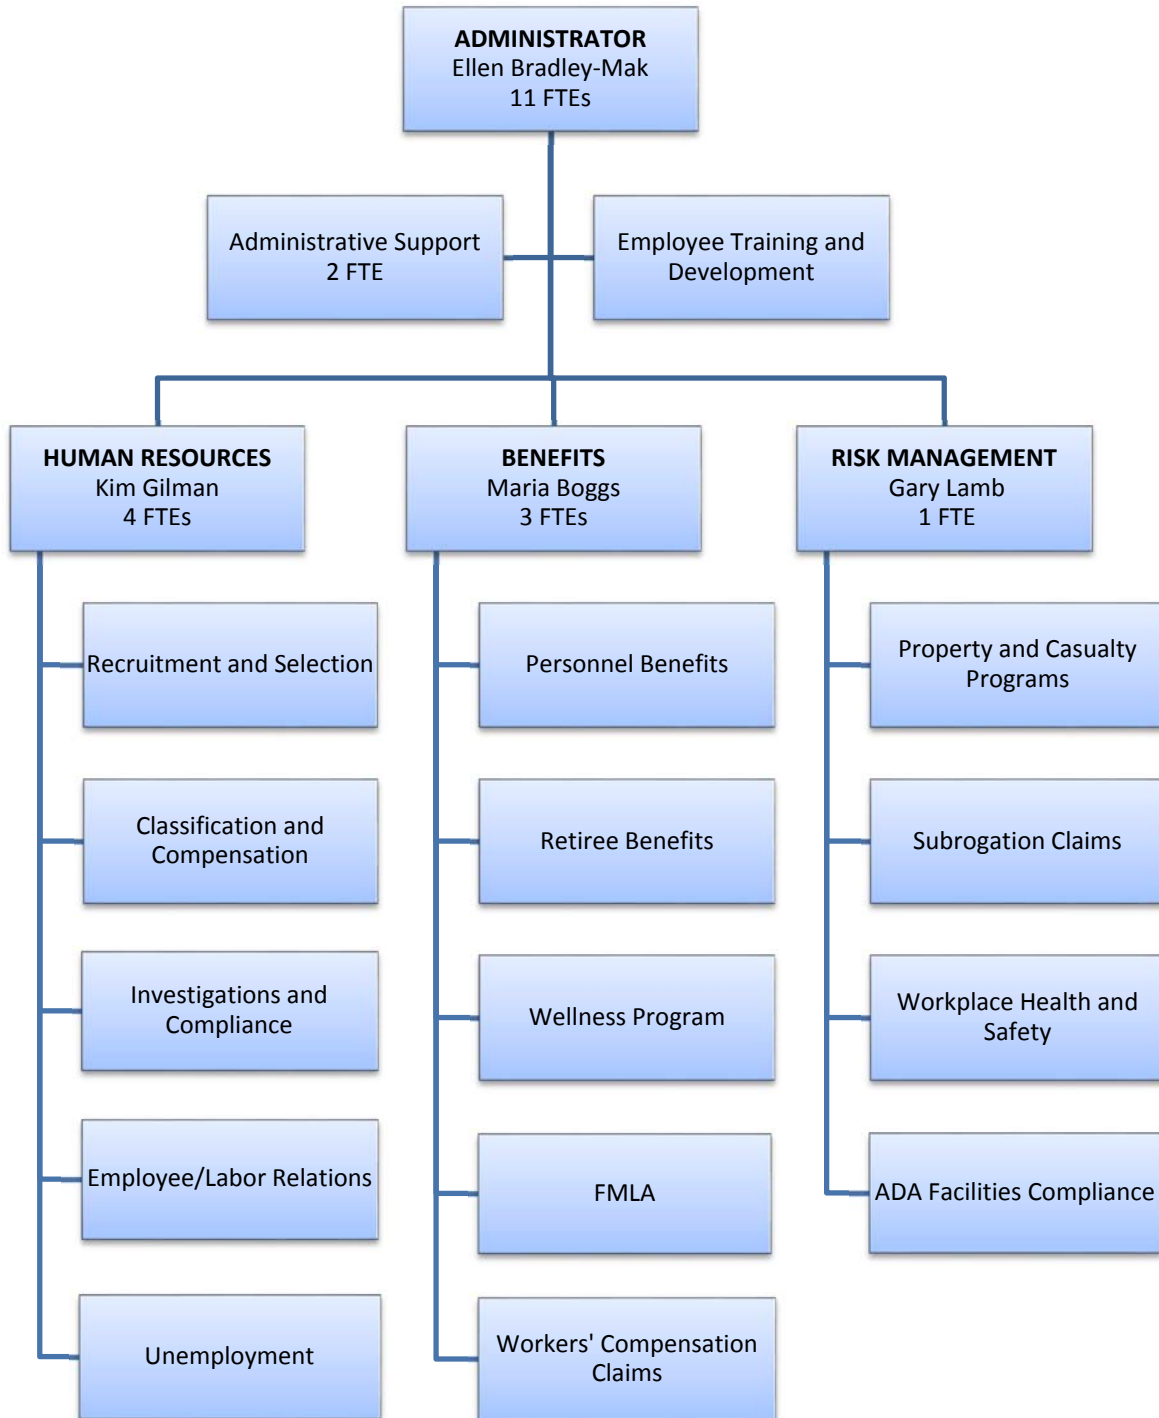 ADMINISTRATOR
Ellen Bradley-Mak
11 FTEs
Administrative Support
2 FTE
Employee Training and
Development
HUMAN RESOURCES
Kim Gilman
4 FTEs
BENEFITS
Maria Boggs
3 FTEs
RISK MANAGEMENT
Gary Lamb
1 FTE
Recruitment and Selection
Classification and
Compensation
Investigations and
Compliance
Employee/Labor Relations
Unemployment
Personnel Benefits
Retiree Benefits
Wellness Program
FMLA
Workers' Compensation
Claims
Property and Casualty
Programs
Subrogation Claims
Workplace Health and
Safety
ADA Facilities Compliance